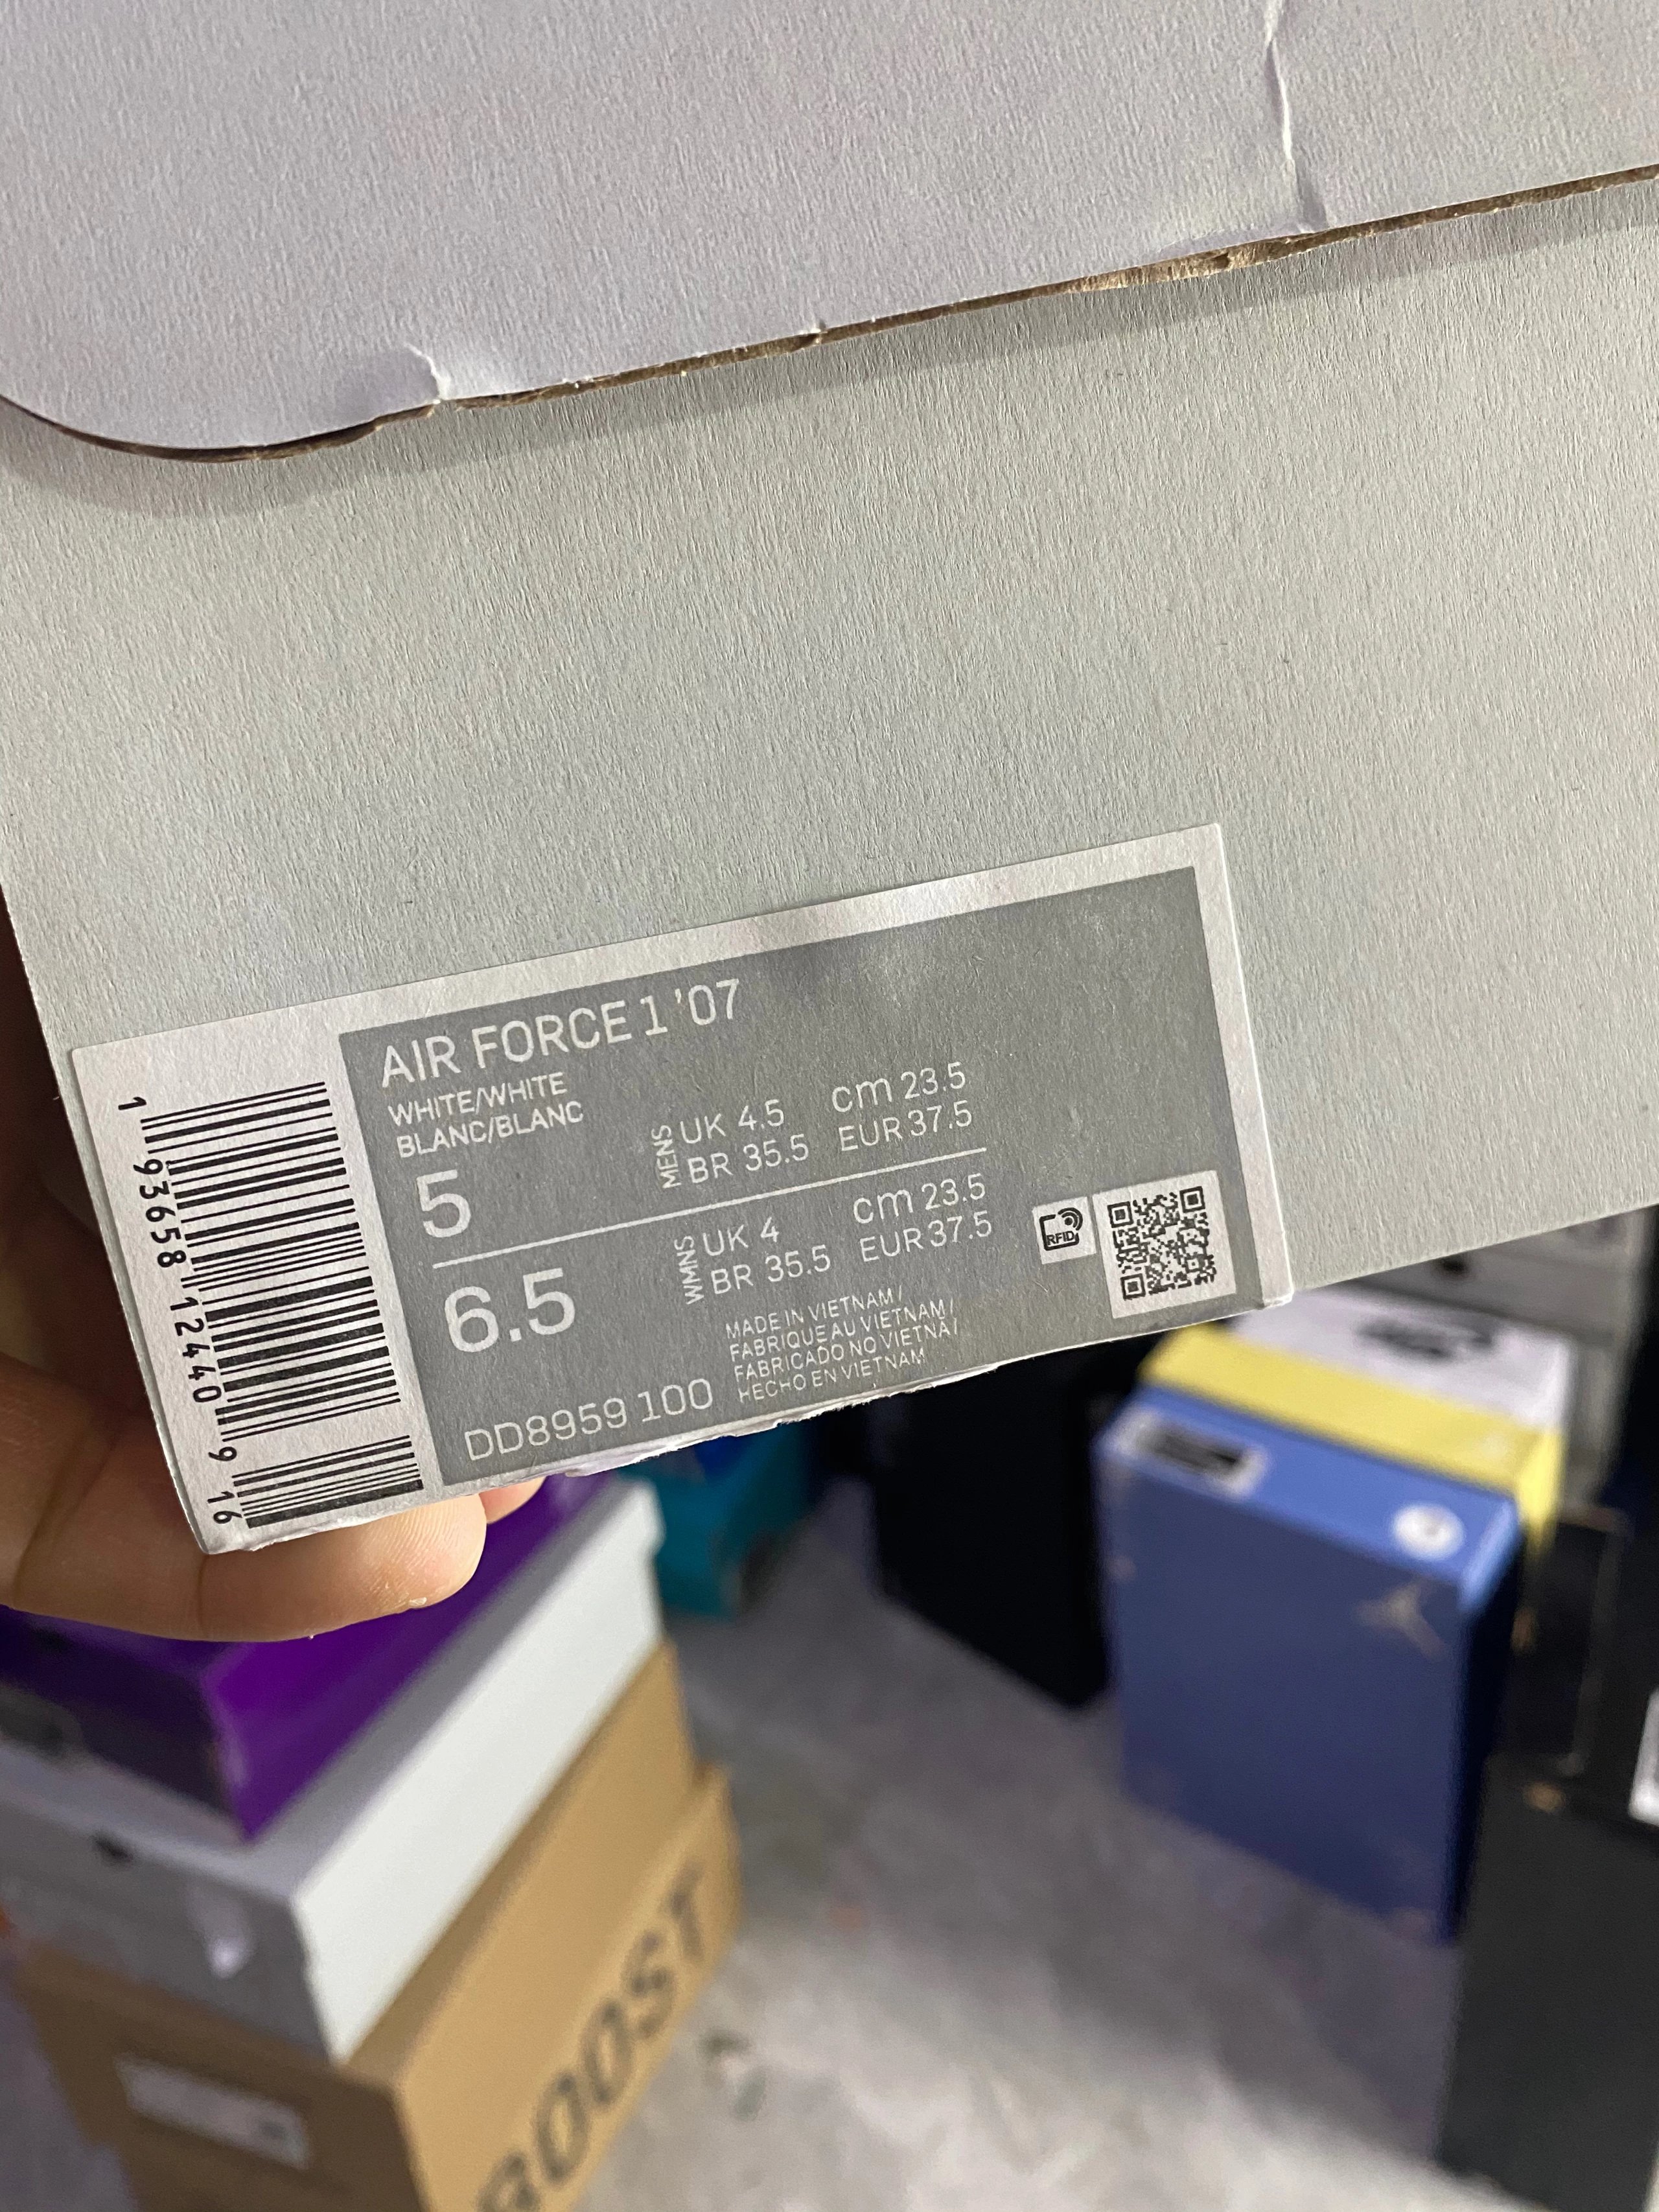 AIR FORCE 1 '07
WHITE/WHITE
BLANC/BLANC
5
MENS
UK 4.5 cm 23.5
BR 35.5 EUR 37.5
6.5
WMNS
UK 4 cm 23.5
BR 35.5 EUR 37.5
MADE IN VIETNAM /
FABRIQUE AU VIETNAM /
FABRICADO NO VIETNÃ /
HECHO EN VIETNAM
DD8959 100
RFID
1 93658 12440 9 16
BOOST